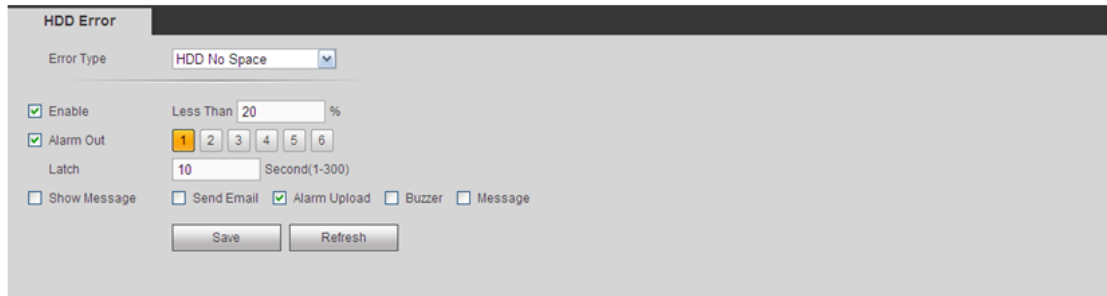 HDD Error
Error Type HDD No Space
Enable Less Than 20 %
Alarm Out 1 2 3 4 5 6
Latch 10 Second(1-300)
Show Message Send Email Alarm Upload Buzzer Message
Save Refresh